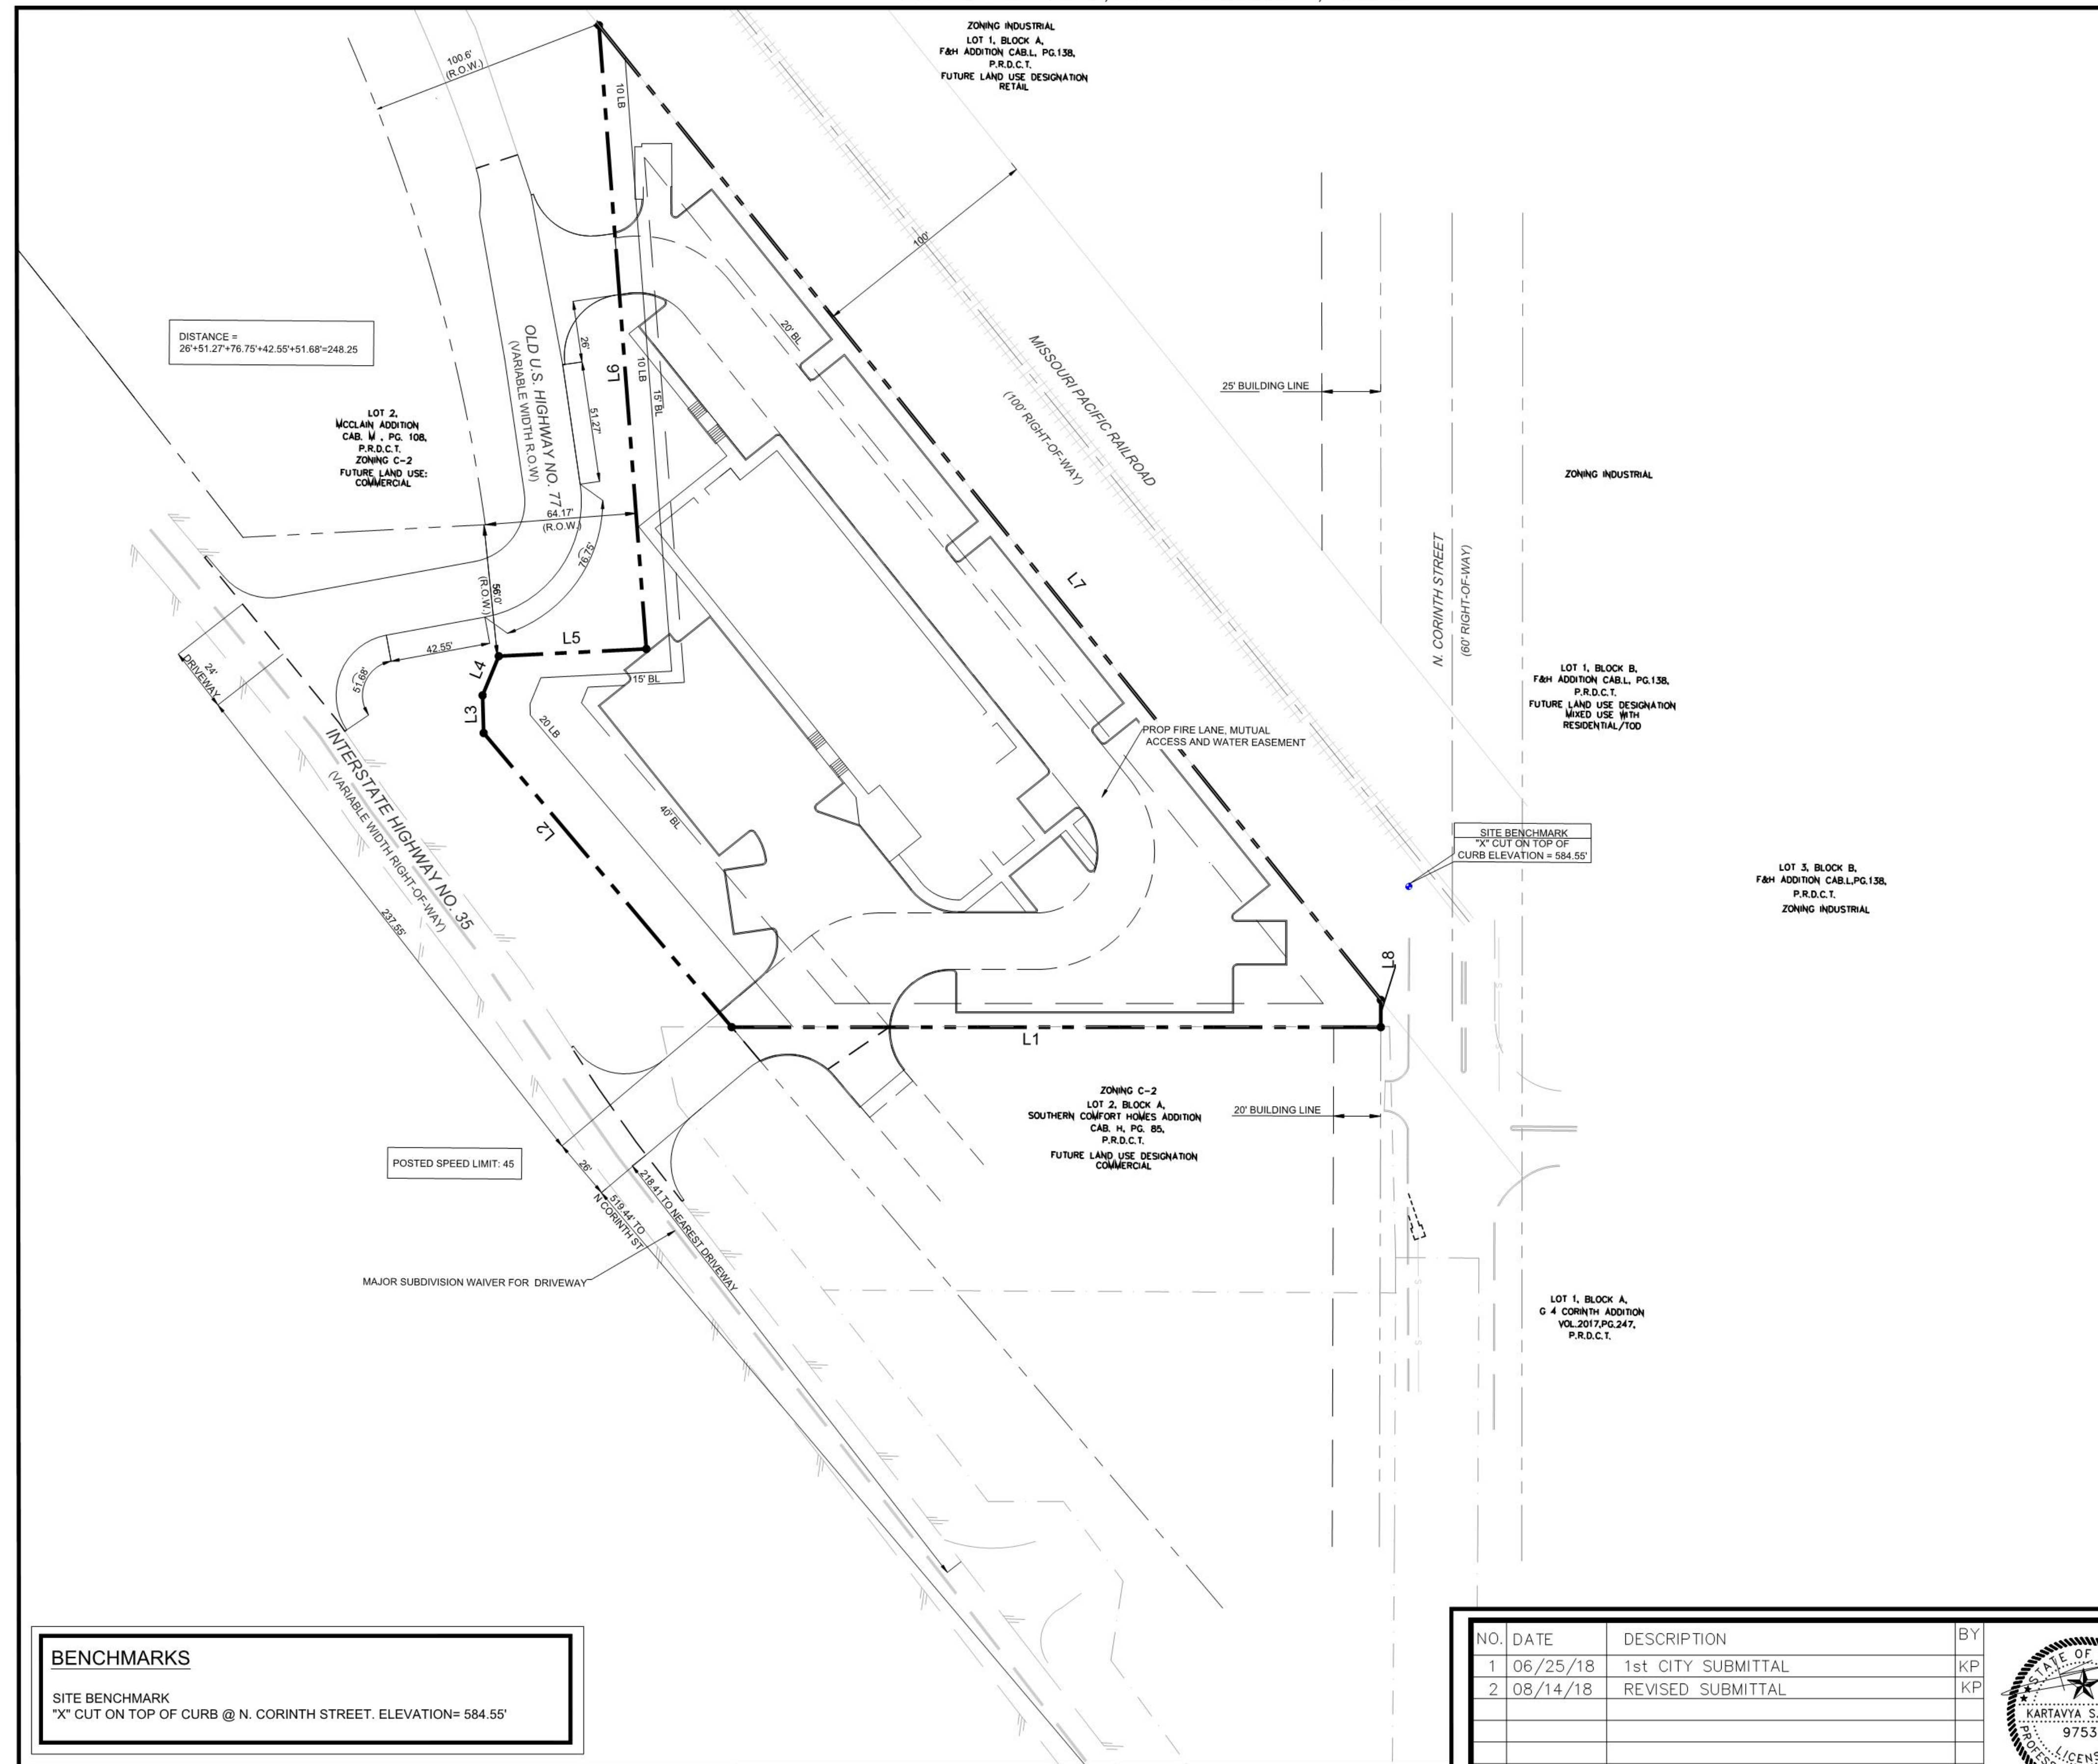 ZONING INDUSTRIAL
LOT 1, BLOCK A,
F&H ADDITION CAB.L, PG.138,
P.R.D.C.T.
FUTURE LAND USE DESIGNATION
RETAIL
100.6'
(R.O.W.)
10 LB
100'
20' BL
DISTANCE =
26'+51.27'+76.75'+42.55'+51.68'=248.25
OLD U.S. HIGHWAY NO. 77
(VARIABLE WIDTH R.O.W)
26'
L6
10 LB
15' BL
51.27'
MISSOURI PACIFIC RAILROAD
(100' RIGHT-OF-WAY)
25' BUILDING LINE
LOT 2,
MCCLAIN ADDITION
CAB. M , PG. 108,
P.R.D.C.T.
ZONING C-2
FUTURE LAND USE:
COMMERCIAL
ZONING INDUSTRIAL
64.17'
(R.O.W.)
76.75'
56.0'
(R.O.W.)
L7
N. CORINTH STREET
(60' RIGHT-OF-WAY)
L5
42.55'
L4
24'
DRIVEWAY
51.68'
15' BL
L3
20 LB
LOT 1, BLOCK B,
F&H ADDITION CAB.L, PG.138,
P.R.D.C.T.
FUTURE LAND USE DESIGNATION
MIXED USE WITH
RESIDENTIAL/TOD
PROP FIRE LANE, MUTUAL
ACCESS AND WATER EASEMENT
INTERSTATE HIGHWAY NO. 35
(VARIABLE WIDTH RIGHT-OF-WAY)
L2
40' BL
SITE BENCHMARK
"X" CUT ON TOP OF
CURB ELEVATION = 584.55'
LOT 3, BLOCK B,
F&H ADDITION CAB.L,PG.138,
P.R.D.C.T.
ZONING INDUSTRIAL
237.55'
L8
L1
ZONING C-2
LOT 2, BLOCK A,
SOUTHERN COMFORT HOMES ADDITION
CAB. H, PG. 85,
P.R.D.C.T.
FUTURE LAND USE DESIGNATION
COMMERCIAL
20' BUILDING LINE
POSTED SPEED LIMIT: 45
26'
519.44' TO
N CORINTH ST
218.41 TO NEAREST DRIVEWAY
MAJOR SUBDIVISION WAIVER FOR DRIVEWAY
LOT 1, BLOCK A,
G 4 CORINTH ADDITION
VOL.2017,PG.247,
P.R.D.C.T.
BENCHMARKS
SITE BENCHMARK
"X" CUT ON TOP OF CURB @ N. CORINTH STREET. ELEVATION= 584.55'
NO. DATE DESCRIPTION BY
1 06/25/18 1st CITY SUBMITTAL KP
2 08/14/18 REVISED SUBMITTAL KP
STATE OF
KARTAVYA S.
9753